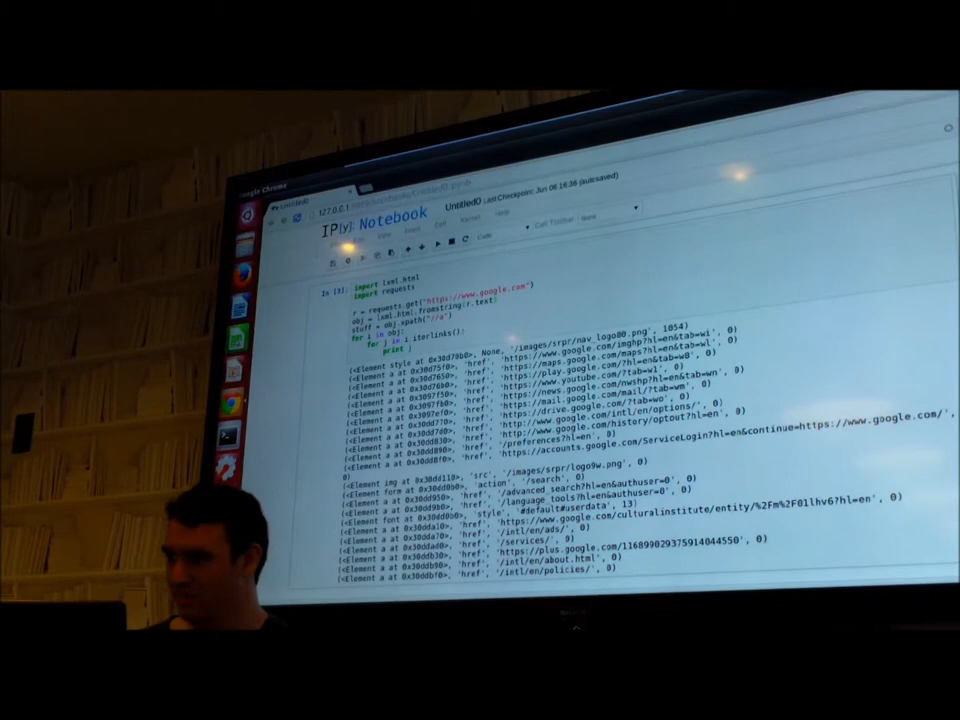 Google Chrome
Untitled0
127.0.0.1
IP[y]: Notebook Untitled0 Last Checkpoint: Jun 06 16:36 (autosaved)
View Insert Cell Kernel Help
Code Cell Toolbar: None
In [3]: import lxml.html
import requests
r = requests.get("https://www.google.com")
obj = lxml.html.fromstring(r.text)
stuff = obj.xpath("//a")
for i in obj:
for j in i.iterlinks():
print j
(<Element style at 0x30d70b0>, None, '/images/srpr/nav_logo80.png', 1054)
(<Element a at 0x30d75f0>, 'href', 'https://www.google.com/imghp?hl=en&tab=wi', 0)
(<Element a at 0x30d7650>, 'href', 'https://maps.google.com/maps?hl=en&tab=wl', 0)
(<Element a at 0x30d76b0>, 'href', 'https://play.google.com/?hl=en&tab=w8', 0)
(<Element a at 0x3097f50>, 'href', 'https://www.youtube.com/?tab=w1', 0)
(<Element a at 0x3097fb0>, 'href', 'https://news.google.com/nwshp?hl=en&tab=wn', 0)
(<Element a at 0x3097ef0>, 'href', 'https://mail.google.com/mail/?tab=wm', 0)
(<Element a at 0x30dd770>, 'href', 'https://drive.google.com/?tab=wo', 0)
(<Element a at 0x30dd7d0>, 'href', 'http://www.google.com/intl/en/options/', 0)
(<Element a at 0x30dd830>, 'href', 'http://www.google.com/history/optout?hl=en', 0)
(<Element a at 0x30dd890>, 'href', '/preferences?hl=en', 0)
(<Element a at 0x30dd8f0>, 'href', 'https://accounts.google.com/ServiceLogin?hl=en&continue=https://www.google.com/',
0)
(<Element img at 0x30dd110>, 'src', '/images/srpr/logo9w.png', 0)
(<Element form at 0x30dd0b0>, 'action', '/search', 0)
(<Element a at 0x30dd950>, 'href', '/advanced_search?hl=en&authuser=0', 0)
(<Element a at 0x30dd9b0>, 'href', '/language_tools?hl=en&authuser=0', 0)
(<Element font at 0x30dd0b0>, 'style', '#default#userdata', 13)
(<Element a at 0x30dda10>, 'href', 'https://www.google.com/culturalinstitute/entity/%2Fm%2F01lhv6?hl=en', 0)
(<Element a at 0x30dda70>, 'href', '/intl/en/ads/', 0)
(<Element a at 0x30ddad0>, 'href', '/services/', 0)
(<Element a at 0x30ddb30>, 'href', 'https://plus.google.com/116899029375914044550', 0)
(<Element a at 0x30ddb90>, 'href', '/intl/en/about.html', 0)
(<Element a at 0x30ddbf0>, 'href', '/intl/en/policies/', 0)